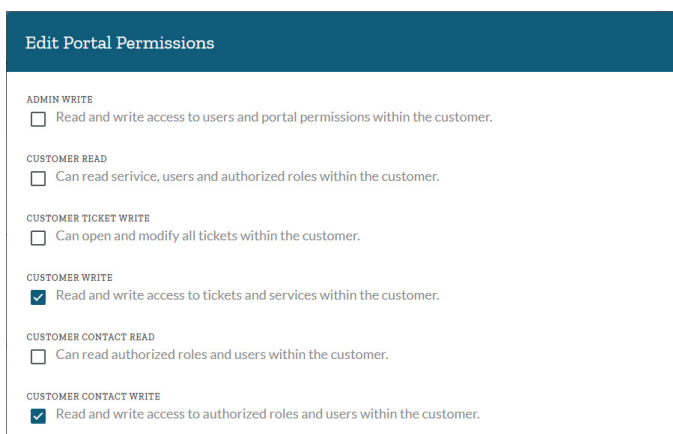 Edit Portal Permissions
ADMIN WRITE
Read and write access to users and portal permissions within the customer.
CUSTOMER READ
Can read serivice, users and authorized roles within the customer.
CUSTOMER TICKET WRITE
Can open and modify all tickets within the customer.
CUSTOMER WRITE
Read and write access to tickets and services within the customer.
CUSTOMER CONTACT READ
Can read authorized roles and users within the customer.
CUSTOMER CONTACT WRITE
Read and write access to authorized roles and users within the customer.